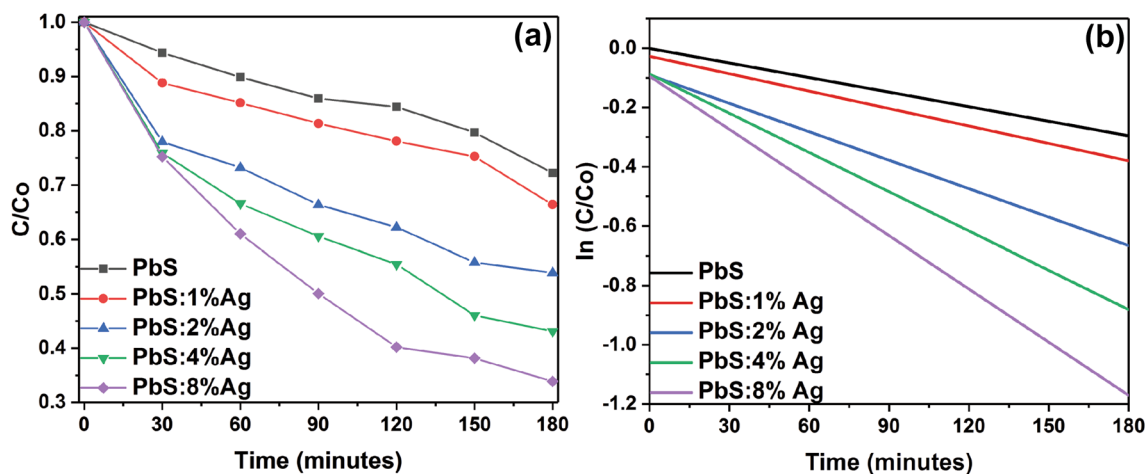 (a)
1.0
0.9
0.8
0.7
0.6
0.5
0.4
0.3
C/Co
PbS
PbS:1%Ag
PbS:2%Ag
PbS:4%Ag
PbS:8%Ag
0 30 60 90 120 150 180
Time (minutes)
(b)
0.0
-0.2
-0.4
-0.6
-0.8
-1.0
-1.2
ln (C/Co)
PbS
PbS:1% Ag
PbS:2% Ag
PbS:4% Ag
PbS:8% Ag
0 30 60 90 120 150 180
Time (minutes)